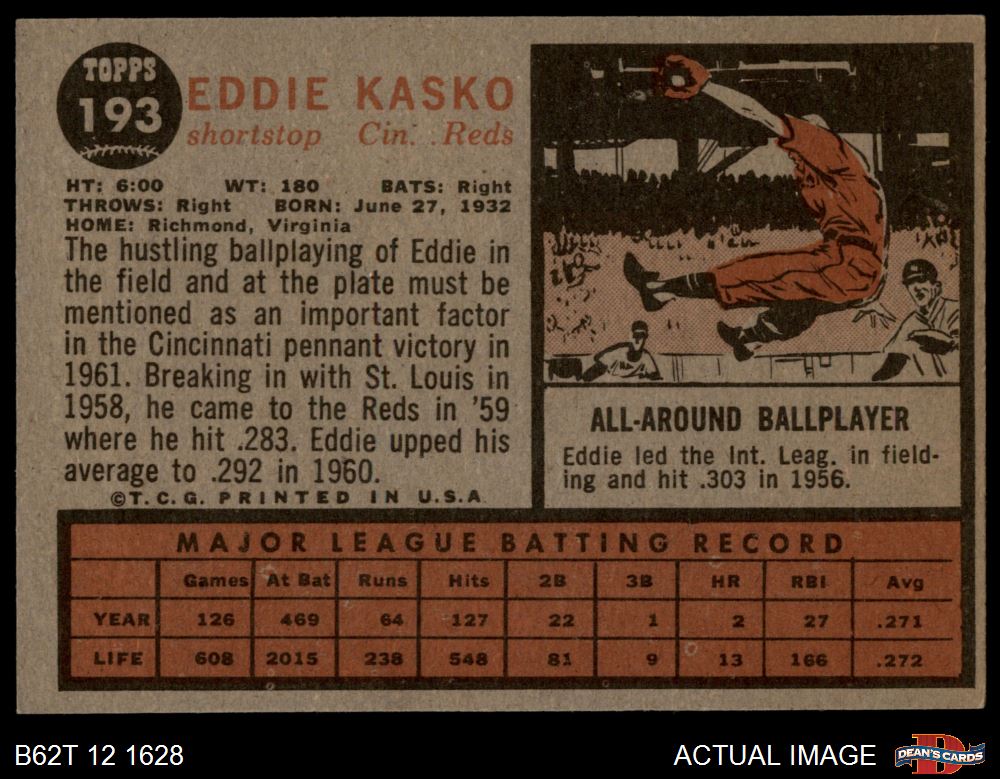 TOPPS
193
EDDIE KASKO
shortstop Cin. Reds
HT: 6:00 WT: 180 BATS: Right
THROWS: Right BORN: June 27, 1932
HOME: Richmond, Virginia
The hustling ballplaying of Eddie in
the field and at the plate must be
mentioned as an important factor
in the Cincinnati pennant victory in
1961. Breaking in with St. Louis in
1958, he came to the Reds in '59
where he hit .283. Eddie upped his
average to .292 in 1960.
©T.C.G. PRINTED IN U.S.A.
ALL-AROUND BALLPLAYER
Eddie led the Int. Leag. in field-
ing and hit .303 in 1956.
MAJOR LEAGUE BATTING RECORD
Games At Bat Runs Hits 2B 3B HR RBI Avg
YEAR 126 469 64 127 22 1 2 27 .271
LIFE 608 2015 238 548 81 9 13 166 .272
B62T 12 1628
ACTUAL IMAGE
D
DEAN'S CARDS